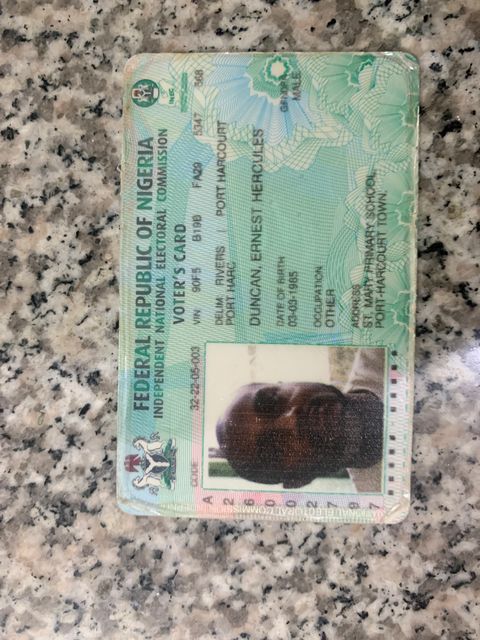 FEDERAL REPUBLIC OF NIGERIA
INDEPENDENT NATIONAL ELECTORAL COMMISSION
VOTER'S CARD
INEC
CODE 32-22-05-003
VIN 90F5 B19B FA29 5347 568
DELIM: RIVERS | PORT HARCOURT
PORT HARC
DUNCAN, ERNEST HERCULES
DATE OF BIRTH
03-03-1985
GENDER
MALE
OCCUPATION
OTHER
ADDRESS
ST. MARY PRIMARY SCHOOL,
PORT-HARCOURT TOWN.
A26002797